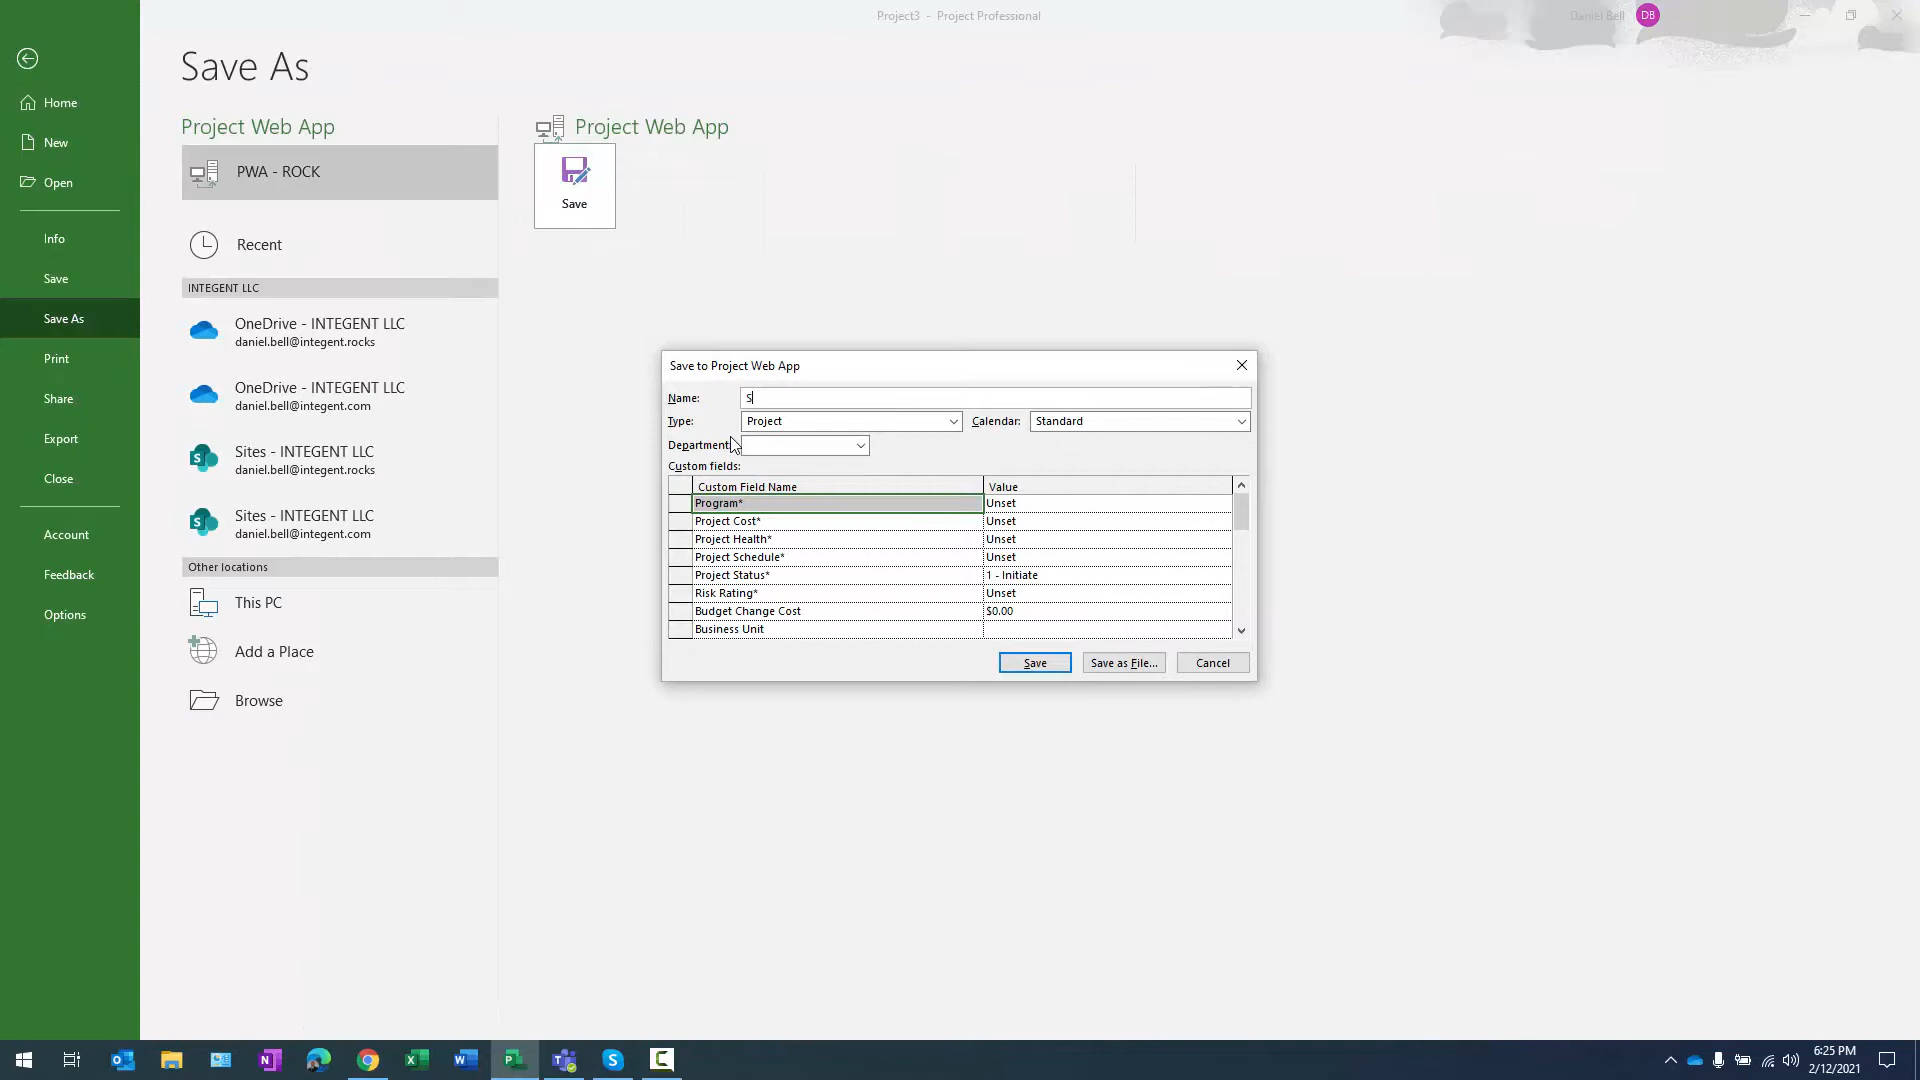 Project3 - Project Professional
Daniel Bell
DB
Save As
Home
New
Open
Info
Save
Save As
Print
Share
Export
Close
Account
Feedback
Options
Project Web App
PWA - ROCK
Recent
INTEGENT LLC
OneDrive - INTEGENT LLC
daniel.bell@integent.rocks
OneDrive - INTEGENT LLC
daniel.bell@integent.com
Sites - INTEGENT LLC
daniel.bell@integent.rocks
Sites - INTEGENT LLC
daniel.bell@integent.com
Other locations
This PC
Add a Place
Browse
Project Web App
Save
Save to Project Web App
Name: S
Type: Project Calendar: Standard
Department:
Custom fields:
Custom Field Name Value
Program* Unset
Project Cost* Unset
Project Health* Unset
Project Schedule* Unset
Project Status* 1 - Initiate
Risk Rating* Unset
Budget Change Cost $0.00
Business Unit
Save Save as File... Cancel
6:25 PM
2/12/2021